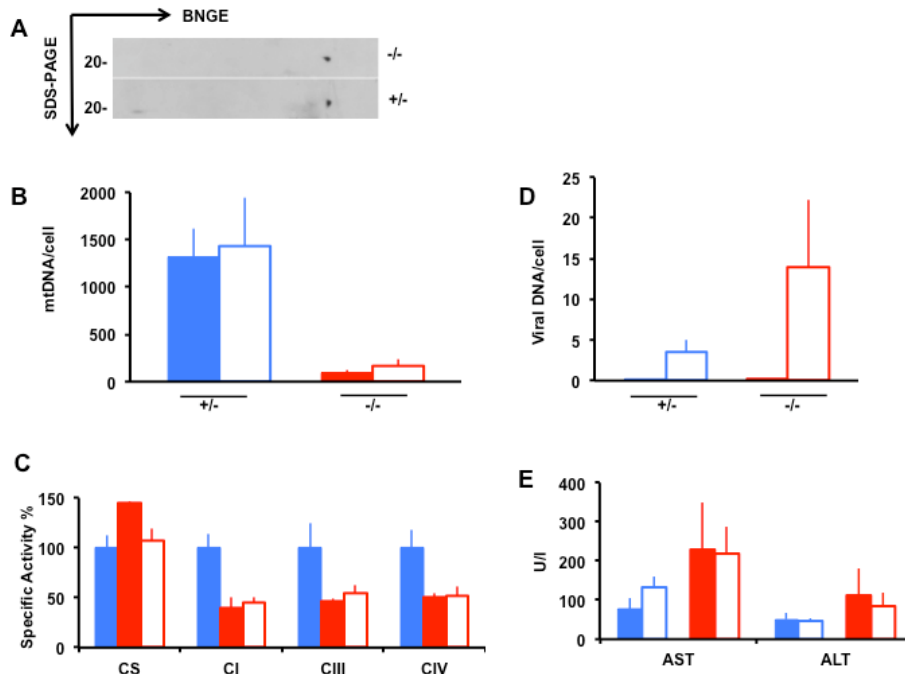 A
BNGE
SDS-PAGE
20-
-/-
20-
+/-
B
mtDNA/cell
2000
1500
1000
500
0
+/-
-/-
D
Viral DNA/cell
25
20
15
10
5
0
+/-
-/-
C
Specific Activity %
150
100
50
0
CS
CI
CIII
CIV
E
U/l
400
300
200
100
0
AST
ALT